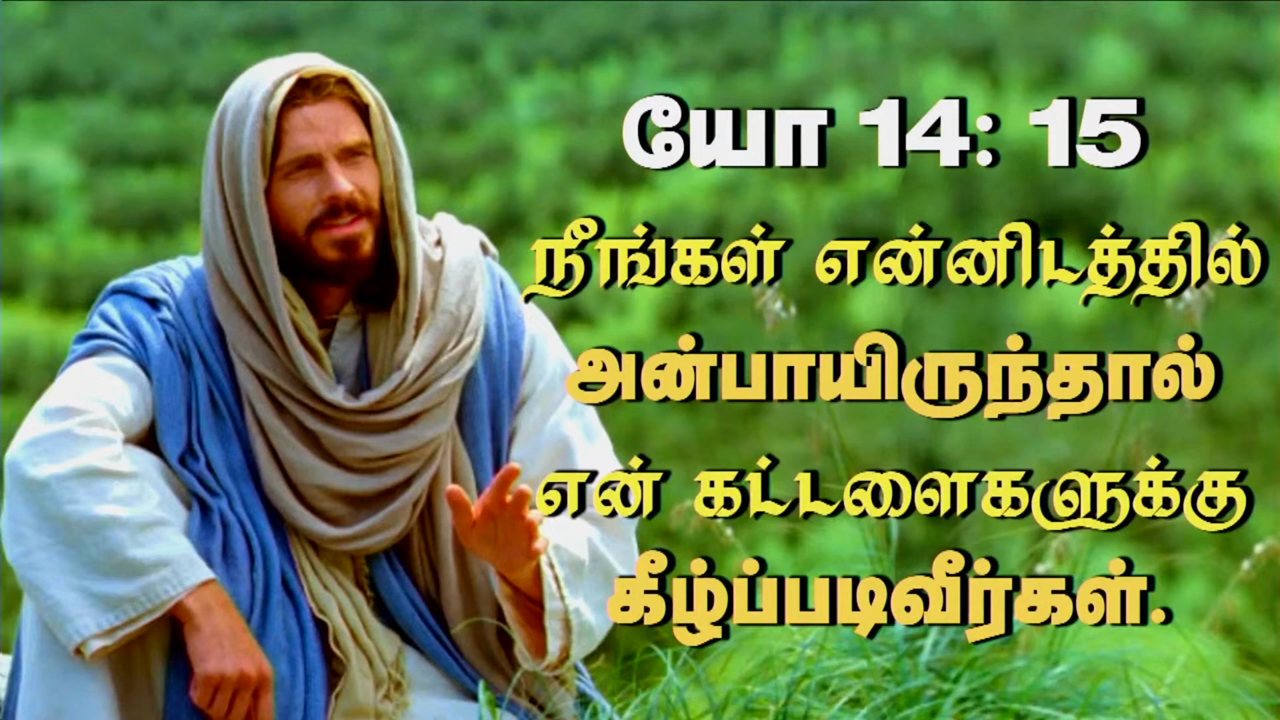 யோ 14: 15
நீங்கள் என்னிடத்தில்
அன்பாயிருந்தால்
என் கட்டளைகளுக்கு
கீழ்ப்படிவீர்கள்.